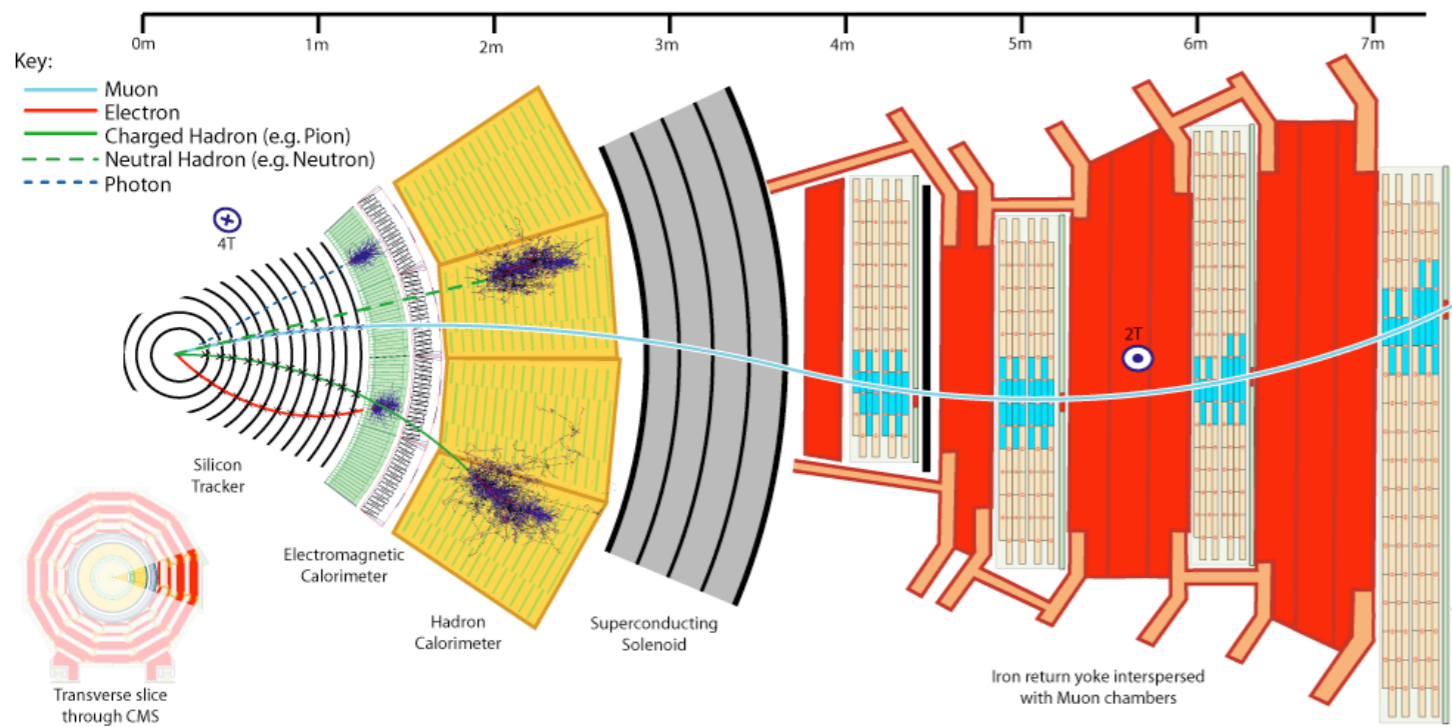 0m 1m 2m 3m 4m 5m 6m 7m
Key:
Muon
Electron
Charged Hadron (e.g. Pion)
Neutral Hadron (e.g. Neutron)
Photon
4T
2T
Silicon
Tracker
Electromagnetic
Calorimeter
Hadron
Calorimeter
Superconducting
Solenoid
Iron return yoke interspersed
with Muon chambers
Transverse slice
through CMS